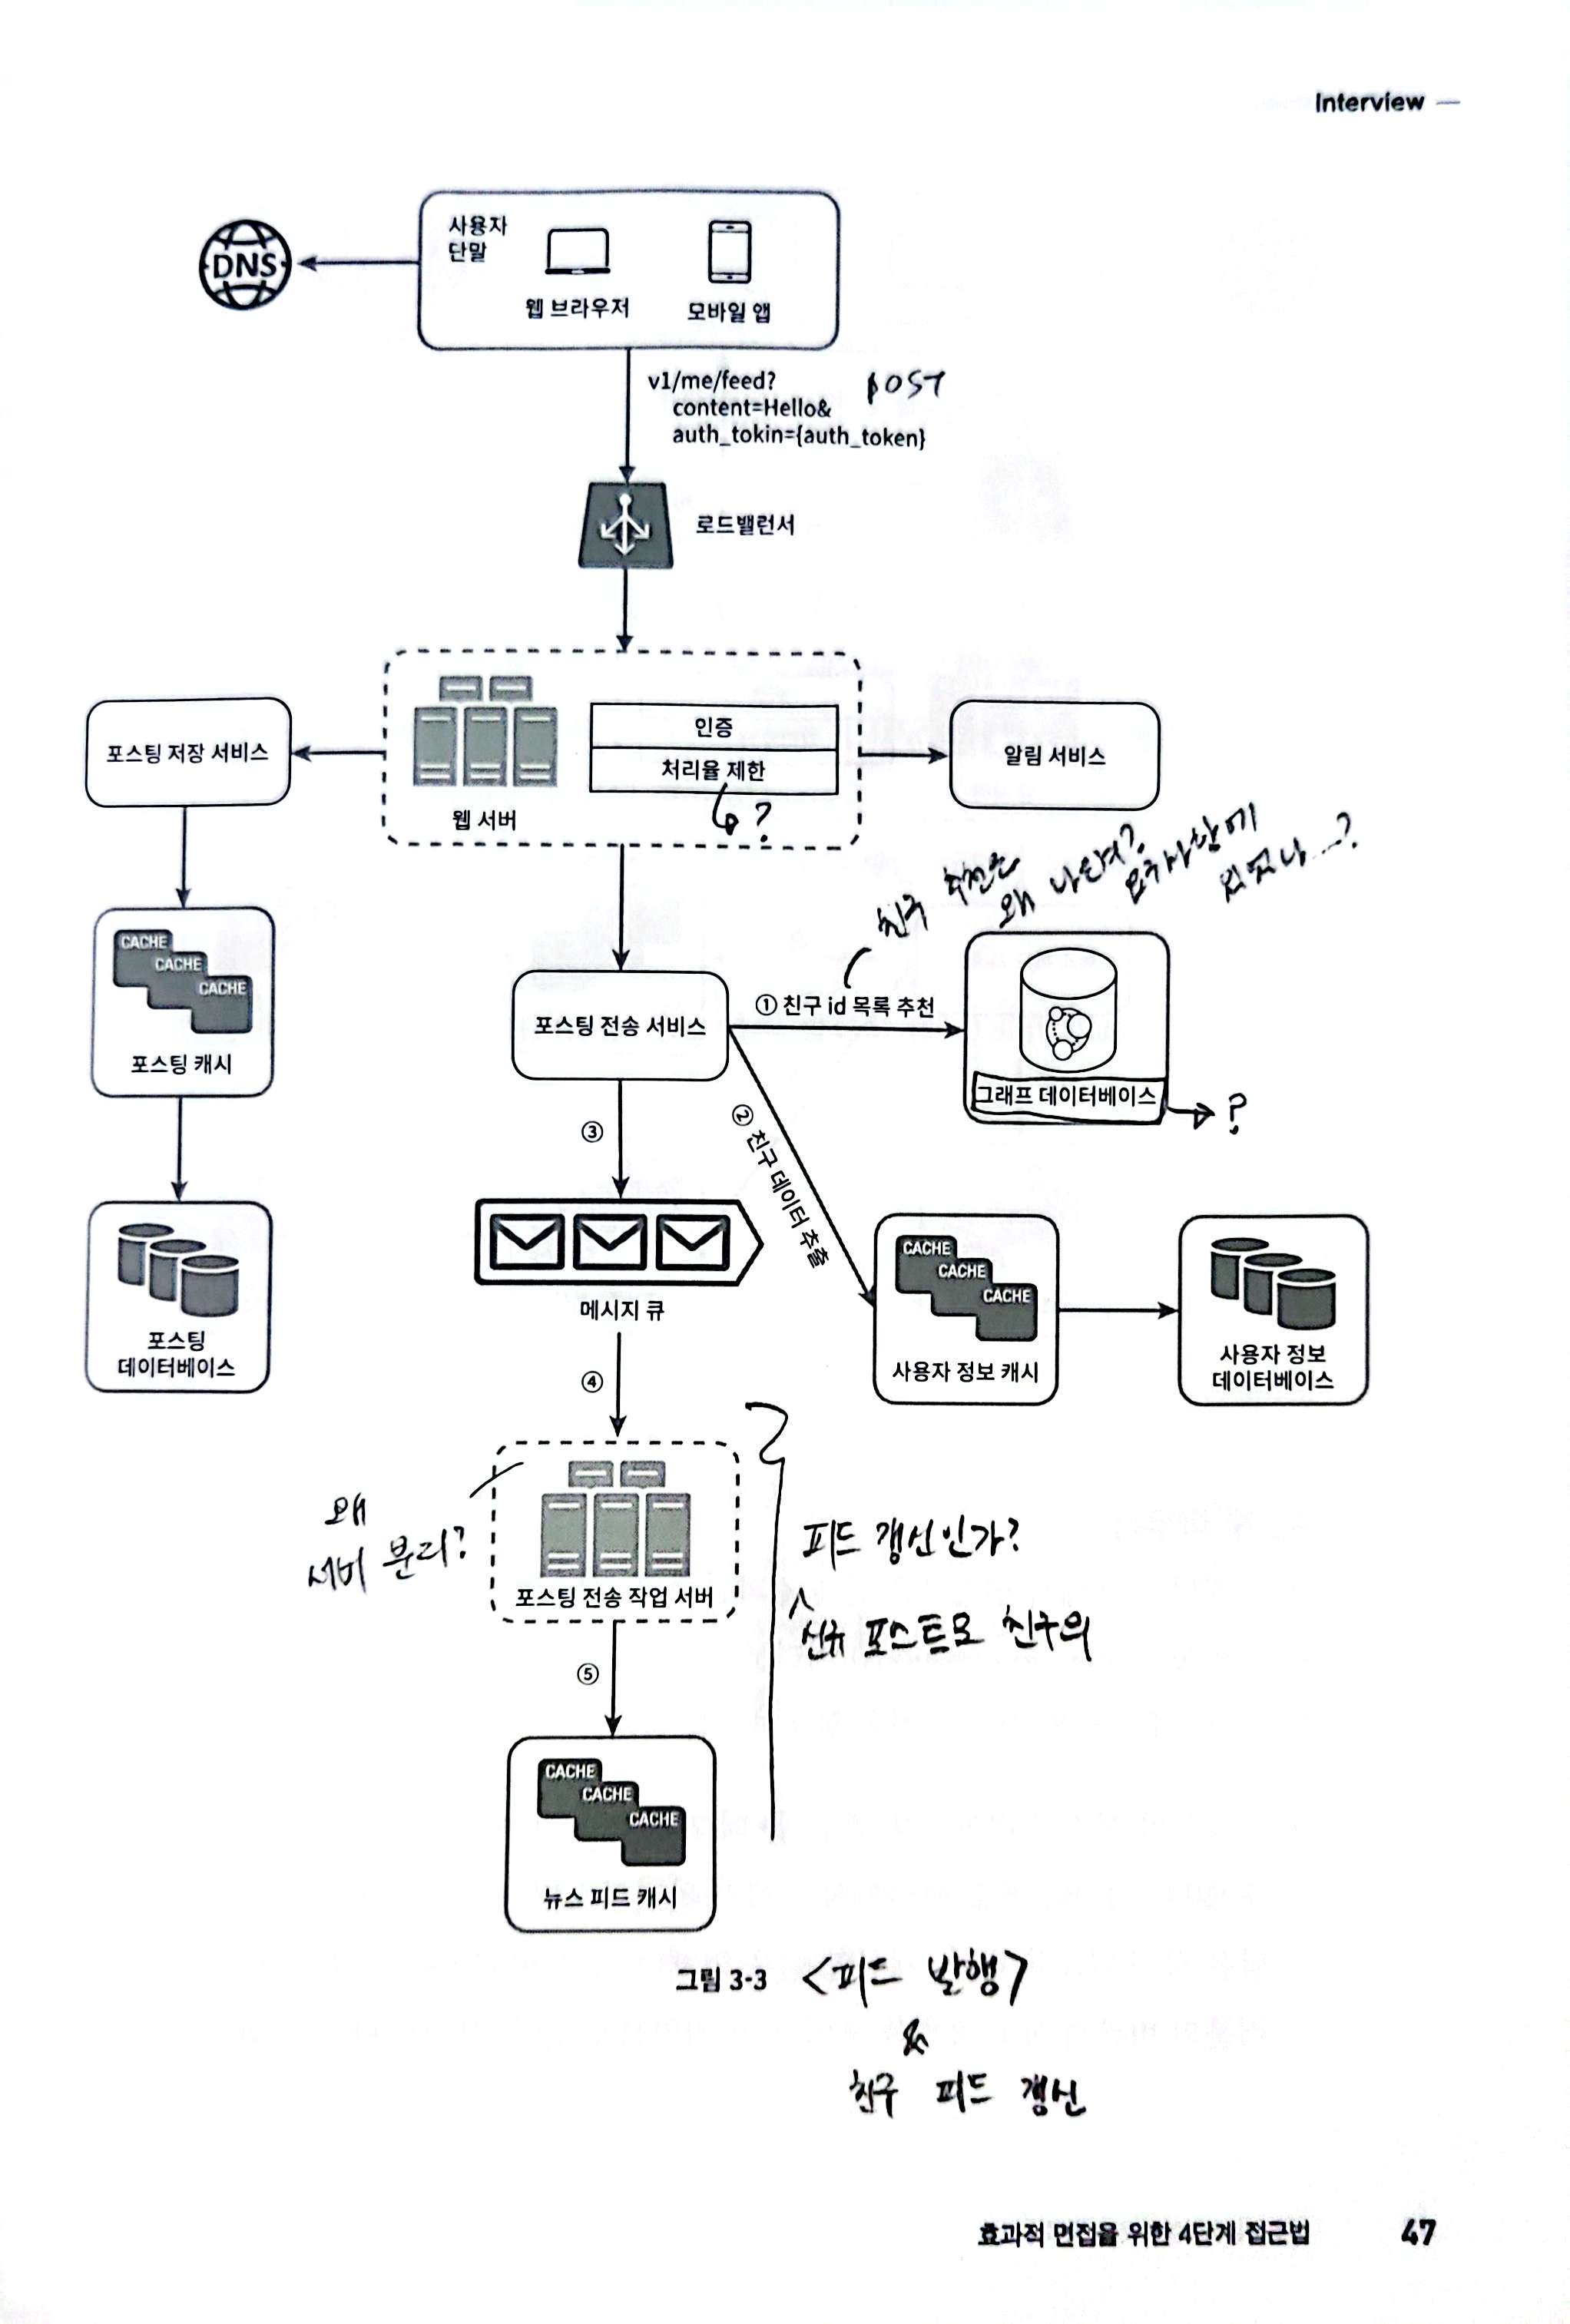 Interview —
사용자
단말
DNS
웹 브라우저
모바일 앱
v1/me/feed?
content=Hello&
auth_tokin={auth_token}
POST
로드밸런서
포스팅 저장 서비스
인증
처리율 제한
?
웹 서버
알림 서비스
친구 추천은
왜 나온거?
요구사항에
있었나...?
CACHE
CACHE
CACHE
포스팅 캐시
포스팅 전송 서비스
① 친구 id 목록 추천
그래프 데이터베이스
?
② 친구 데이터 추출
③
메시지 큐
포스팅
데이터베이스
CACHE
CACHE
CACHE
사용자 정보 캐시
사용자 정보
데이터베이스
④
왜
서버 분리?
포스팅 전송 작업 서버
피드 갱신인가?
신규 포스트로 친구의
⑤
CACHE
CACHE
CACHE
뉴스 피드 캐시
그림 3-3
<피드 발행>
&
친구 피드 갱신
효과적 면접을 위한 4단계 접근법 47